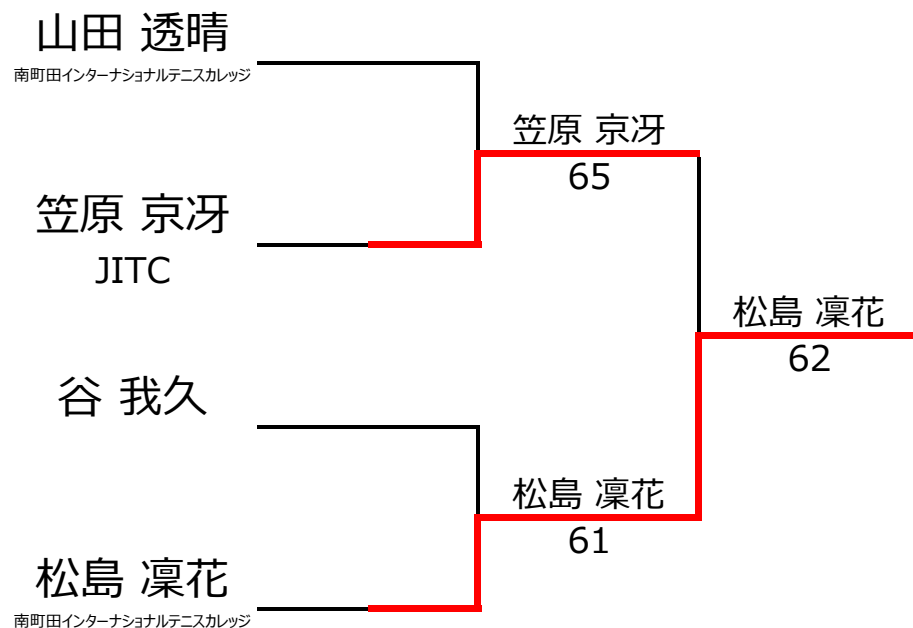 山田 透晴
南町田インターナショナルテニスカレッジ
笠原 京冴
65
笠原 京冴
JITC
松島 凜花
62
谷 我久
松島 凜花
61
松島 凜花
南町田インターナショナルテニスカレッジ